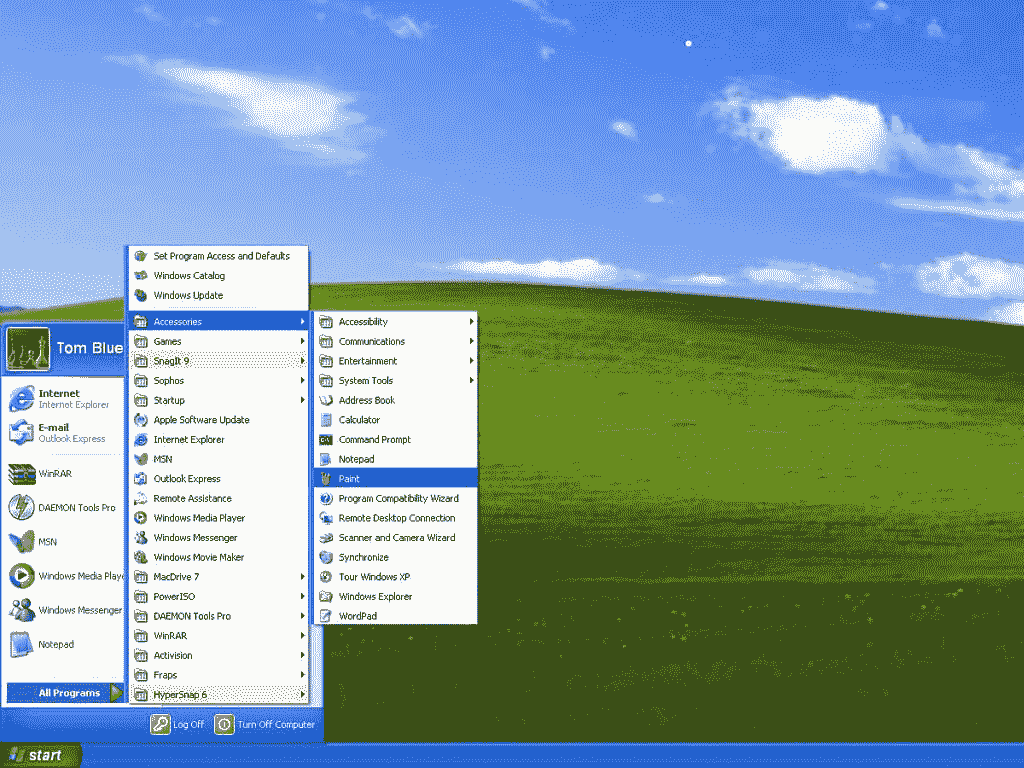 Set Program Access and Defaults
Windows Catalog
Windows Update
Accessories
Games
SnagIt 9
Sophos
Startup
Apple Software Update
Internet Explorer
MSN
Outlook Express
Remote Assistance
Windows Media Player
Windows Messenger
Windows Movie Maker
MacDrive 7
PowerISO
DAEMON Tools Pro
WinRAR
Activision
Fraps
HyperSnap 6
Accessibility
Communications
Entertainment
System Tools
Address Book
Calculator
Command Prompt
Notepad
Paint
Program Compatibility Wizard
Remote Desktop Connection
Scanner and Camera Wizard
Synchronize
Tour Windows XP
Windows Explorer
WordPad
Tom Blue
Internet
Internet Explorer
E-mail
Outlook Express
WinRAR
DAEMON Tools Pro
MSN
Windows Media Playe
Windows Messenger
Notepad
All Programs
Log Off
Turn Off Computer
start